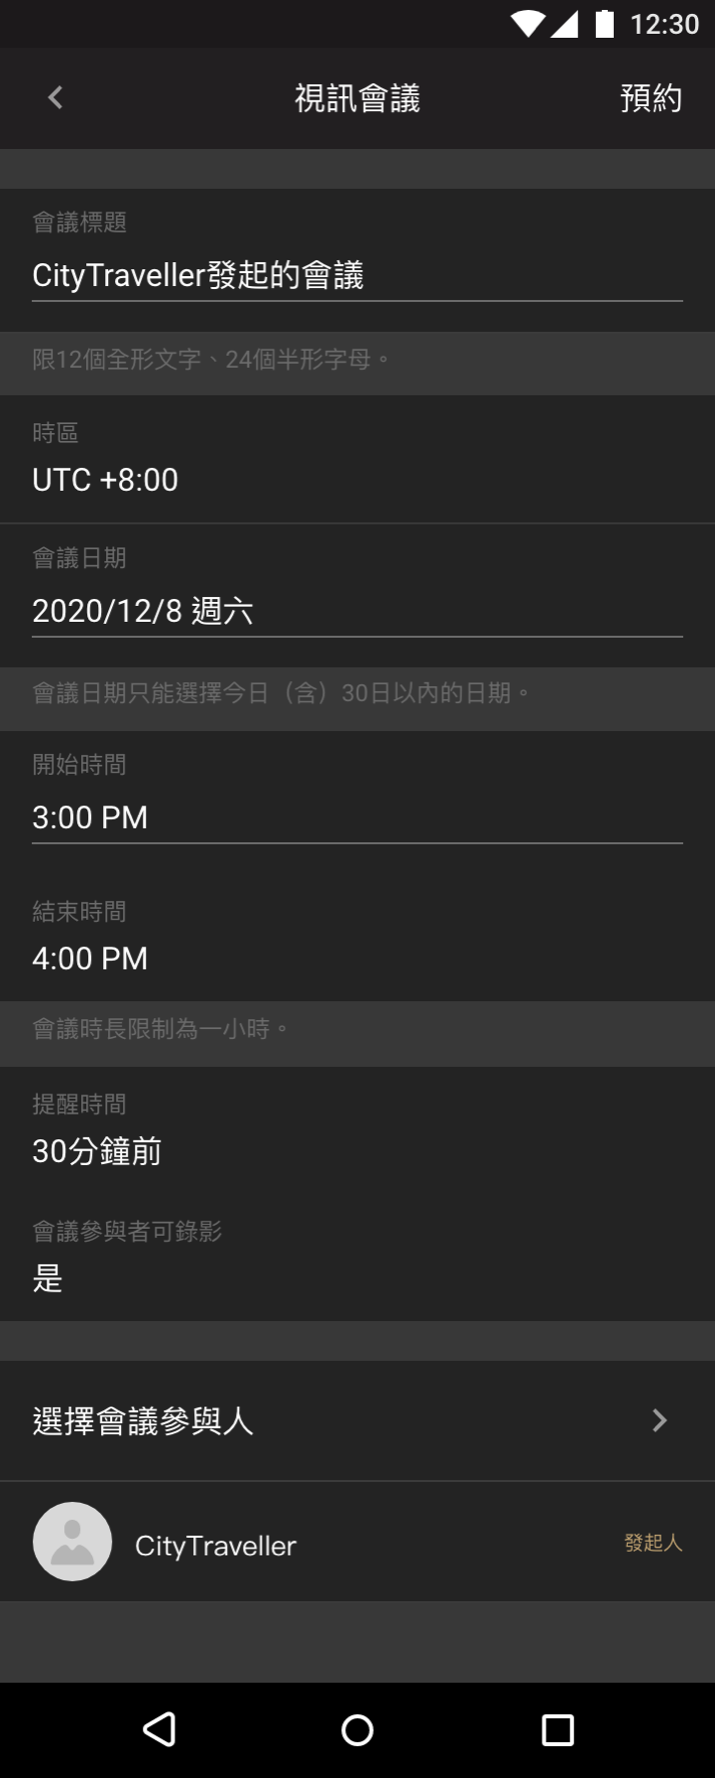 12:30
視訊會議
預約
會議標題
CityTraveller發起的會議
限12個全形文字、24個半形字母。
時區
UTC +8:00
會議日期
2020/12/8 週六
會議日期只能選擇今日（含）30日以內的日期。
開始時間
3:00 PM
結束時間
4:00 PM
會議時長限制為一小時。
提醒時間
30分鐘前
會議參與者可錄影
是
選擇會議參與人
CityTraveller
發起人